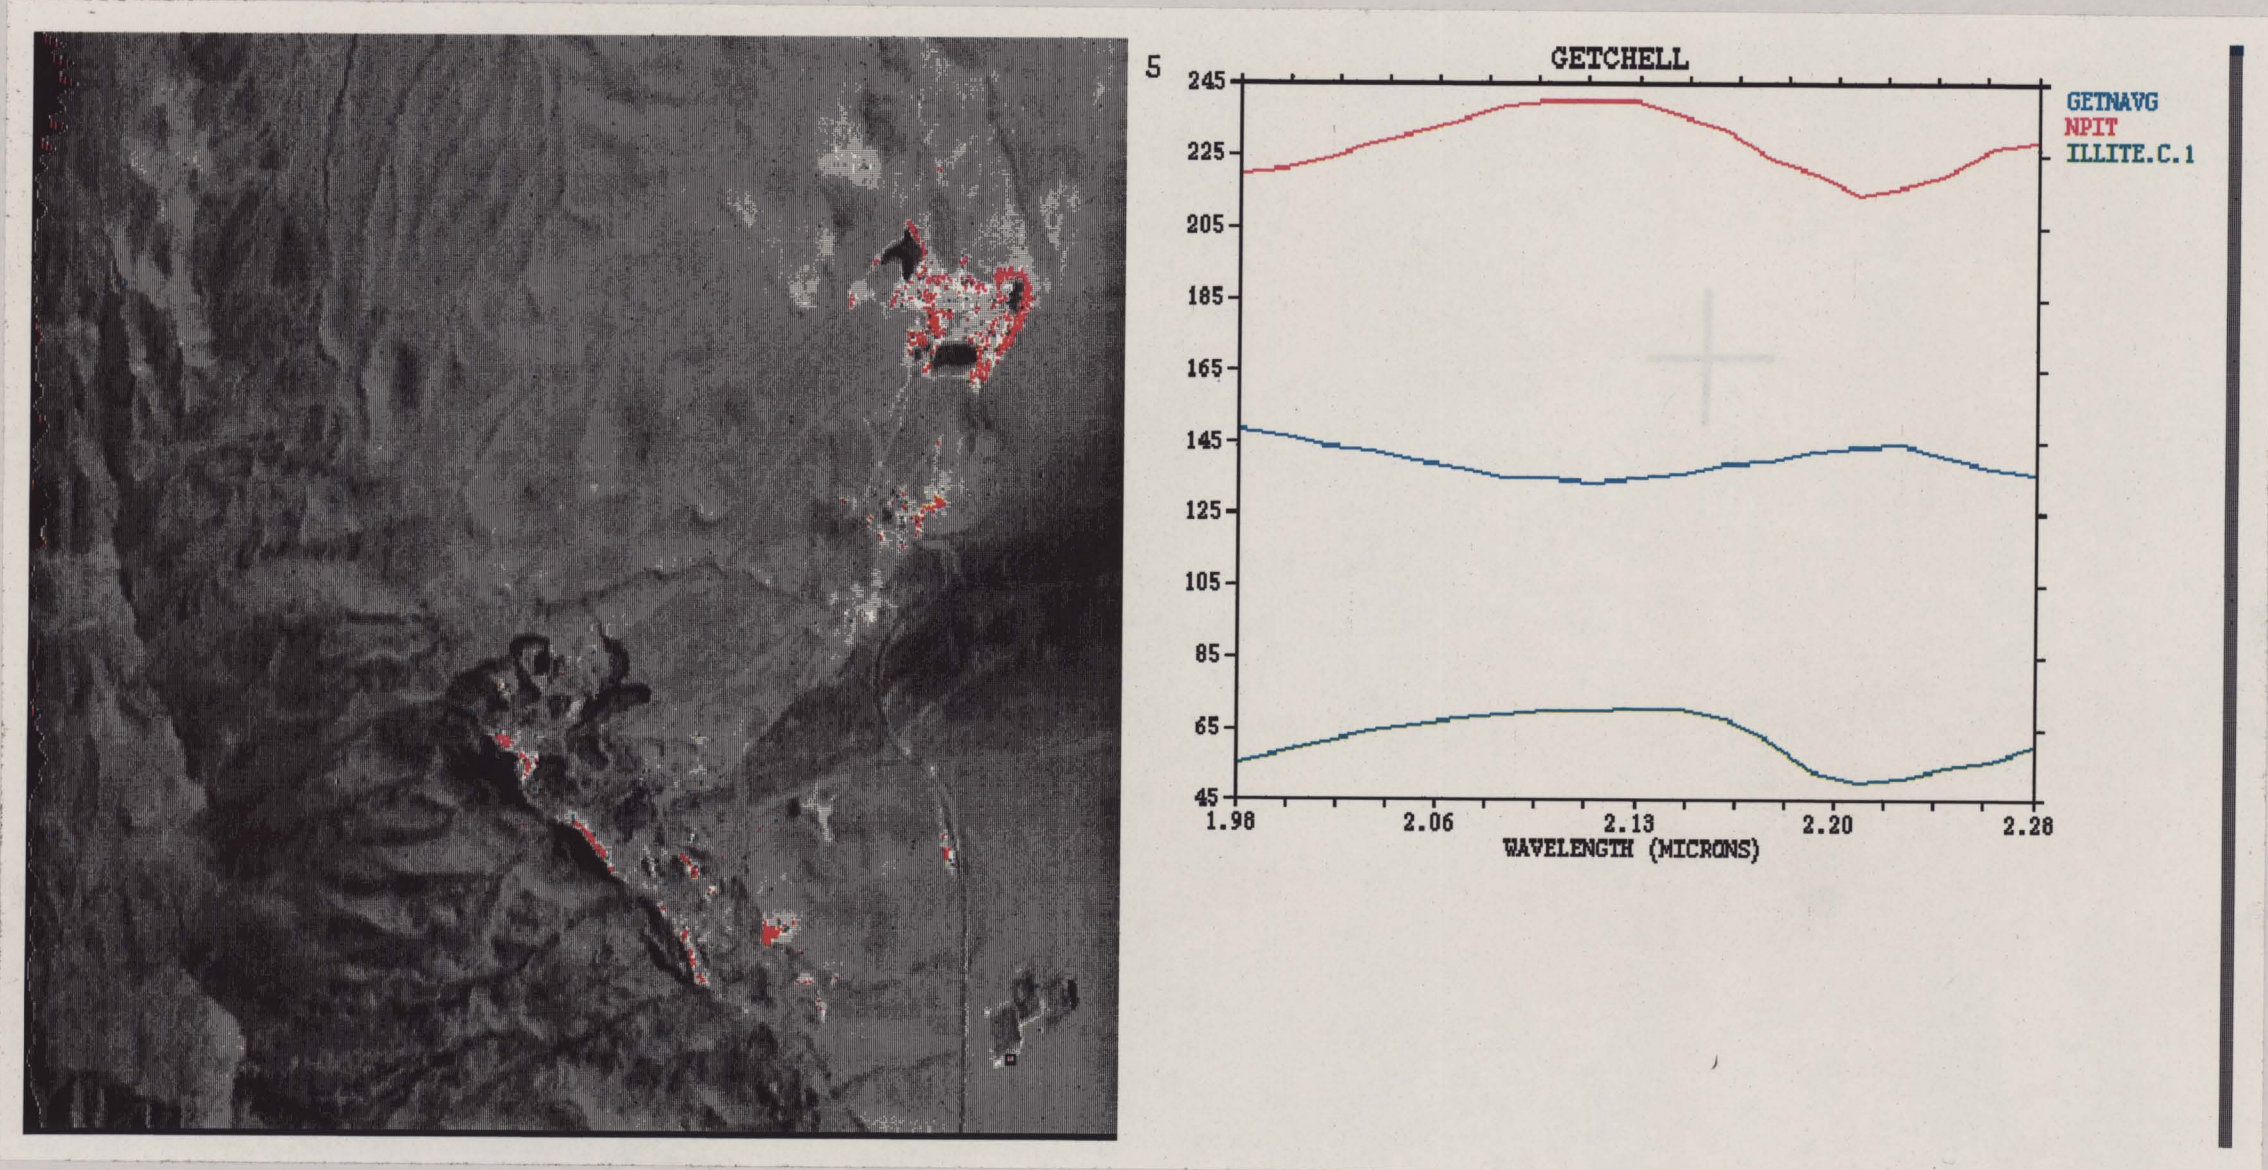 5
GETCHELL
245
225
205
185
165
145
125
105
85
65
45
1.98 2.06 2.13 2.20 2.28
WAVELENGTH (MICRONS)
GETNAVG
NPIT
ILLITE.C.1